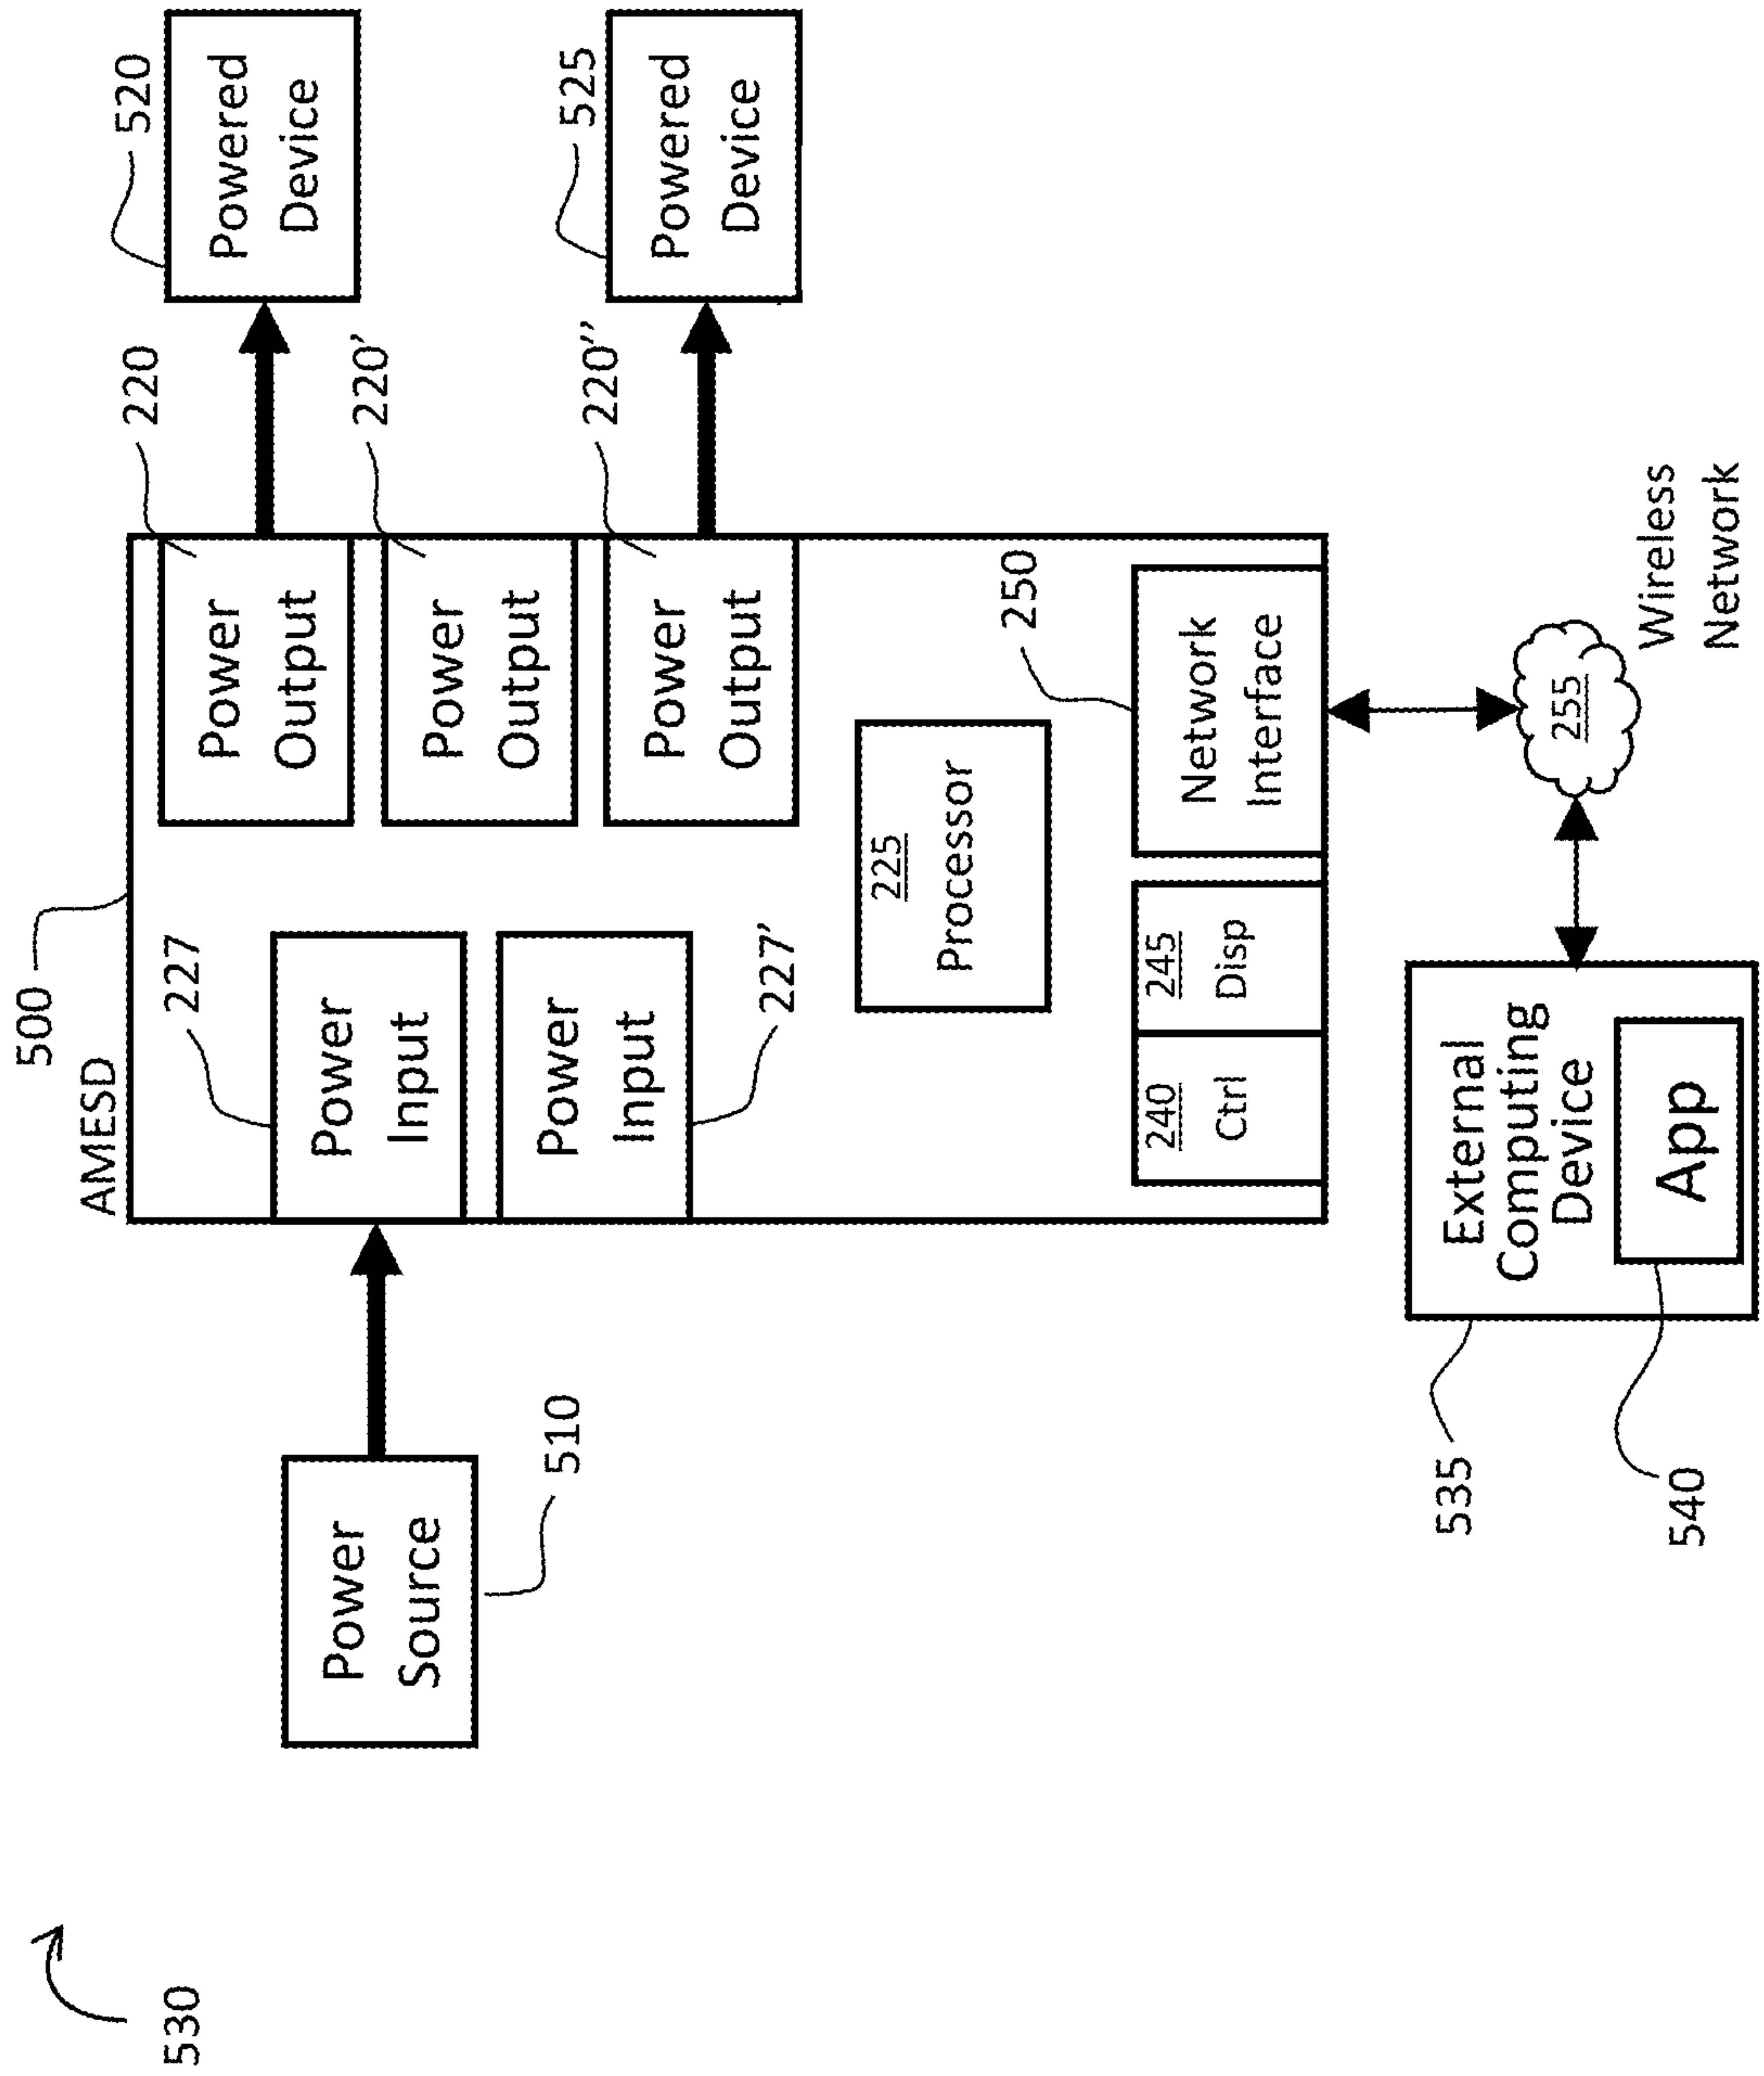 530
500
AMESD
Power
Source
510
227
Power
Input
Power
Input
227'
220
Power
Output
220'
Power
Output
220''
Power
Output
520
Powered
Device
525
Powered
Device
225
Processor
240
Ctrl
245
Disp
250
Network
Interface
255
Wireless
Network
External
Computing
Device
App
535
540